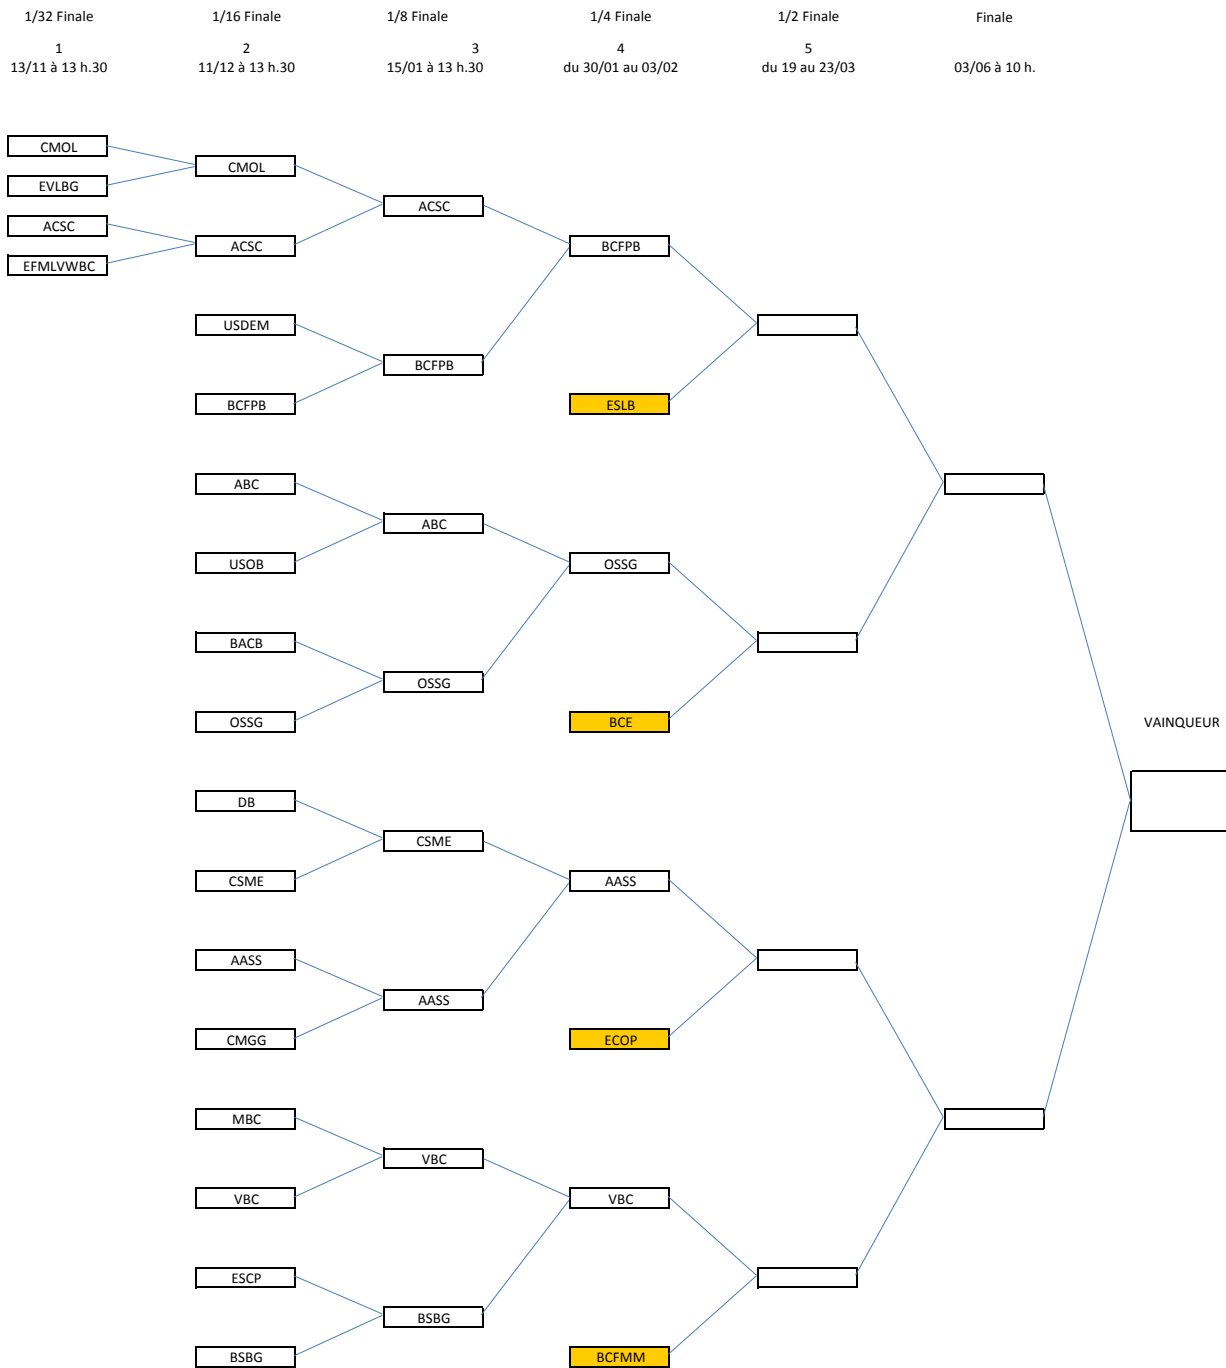 1/32 Finale 1/16 Finale 1/8 Finale 1/4 Finale 1/2 Finale Finale
1 2 3 4 5
13/11 à 13 h.30 11/12 à 13 h.30 15/01 à 13 h.30 du 30/01 au 03/02 du 19 au 23/03 03/06 à 10 h.
CMOL
CMOL
EVLBG
ACSC
ACSC
ACSC BCFPB
EFMLVWBC
USDEM
BCFPB
BCFPB ESLB
ABC
ABC
USOB OSSG
BACB
OSSG
OSSG BCE VAINQUEUR
DB
CSME
CSME AASS
AASS
AASS
CMGG ECOP
MBC
VBC
VBC VBC
ESCP
BSBG
BSBG BCFMM